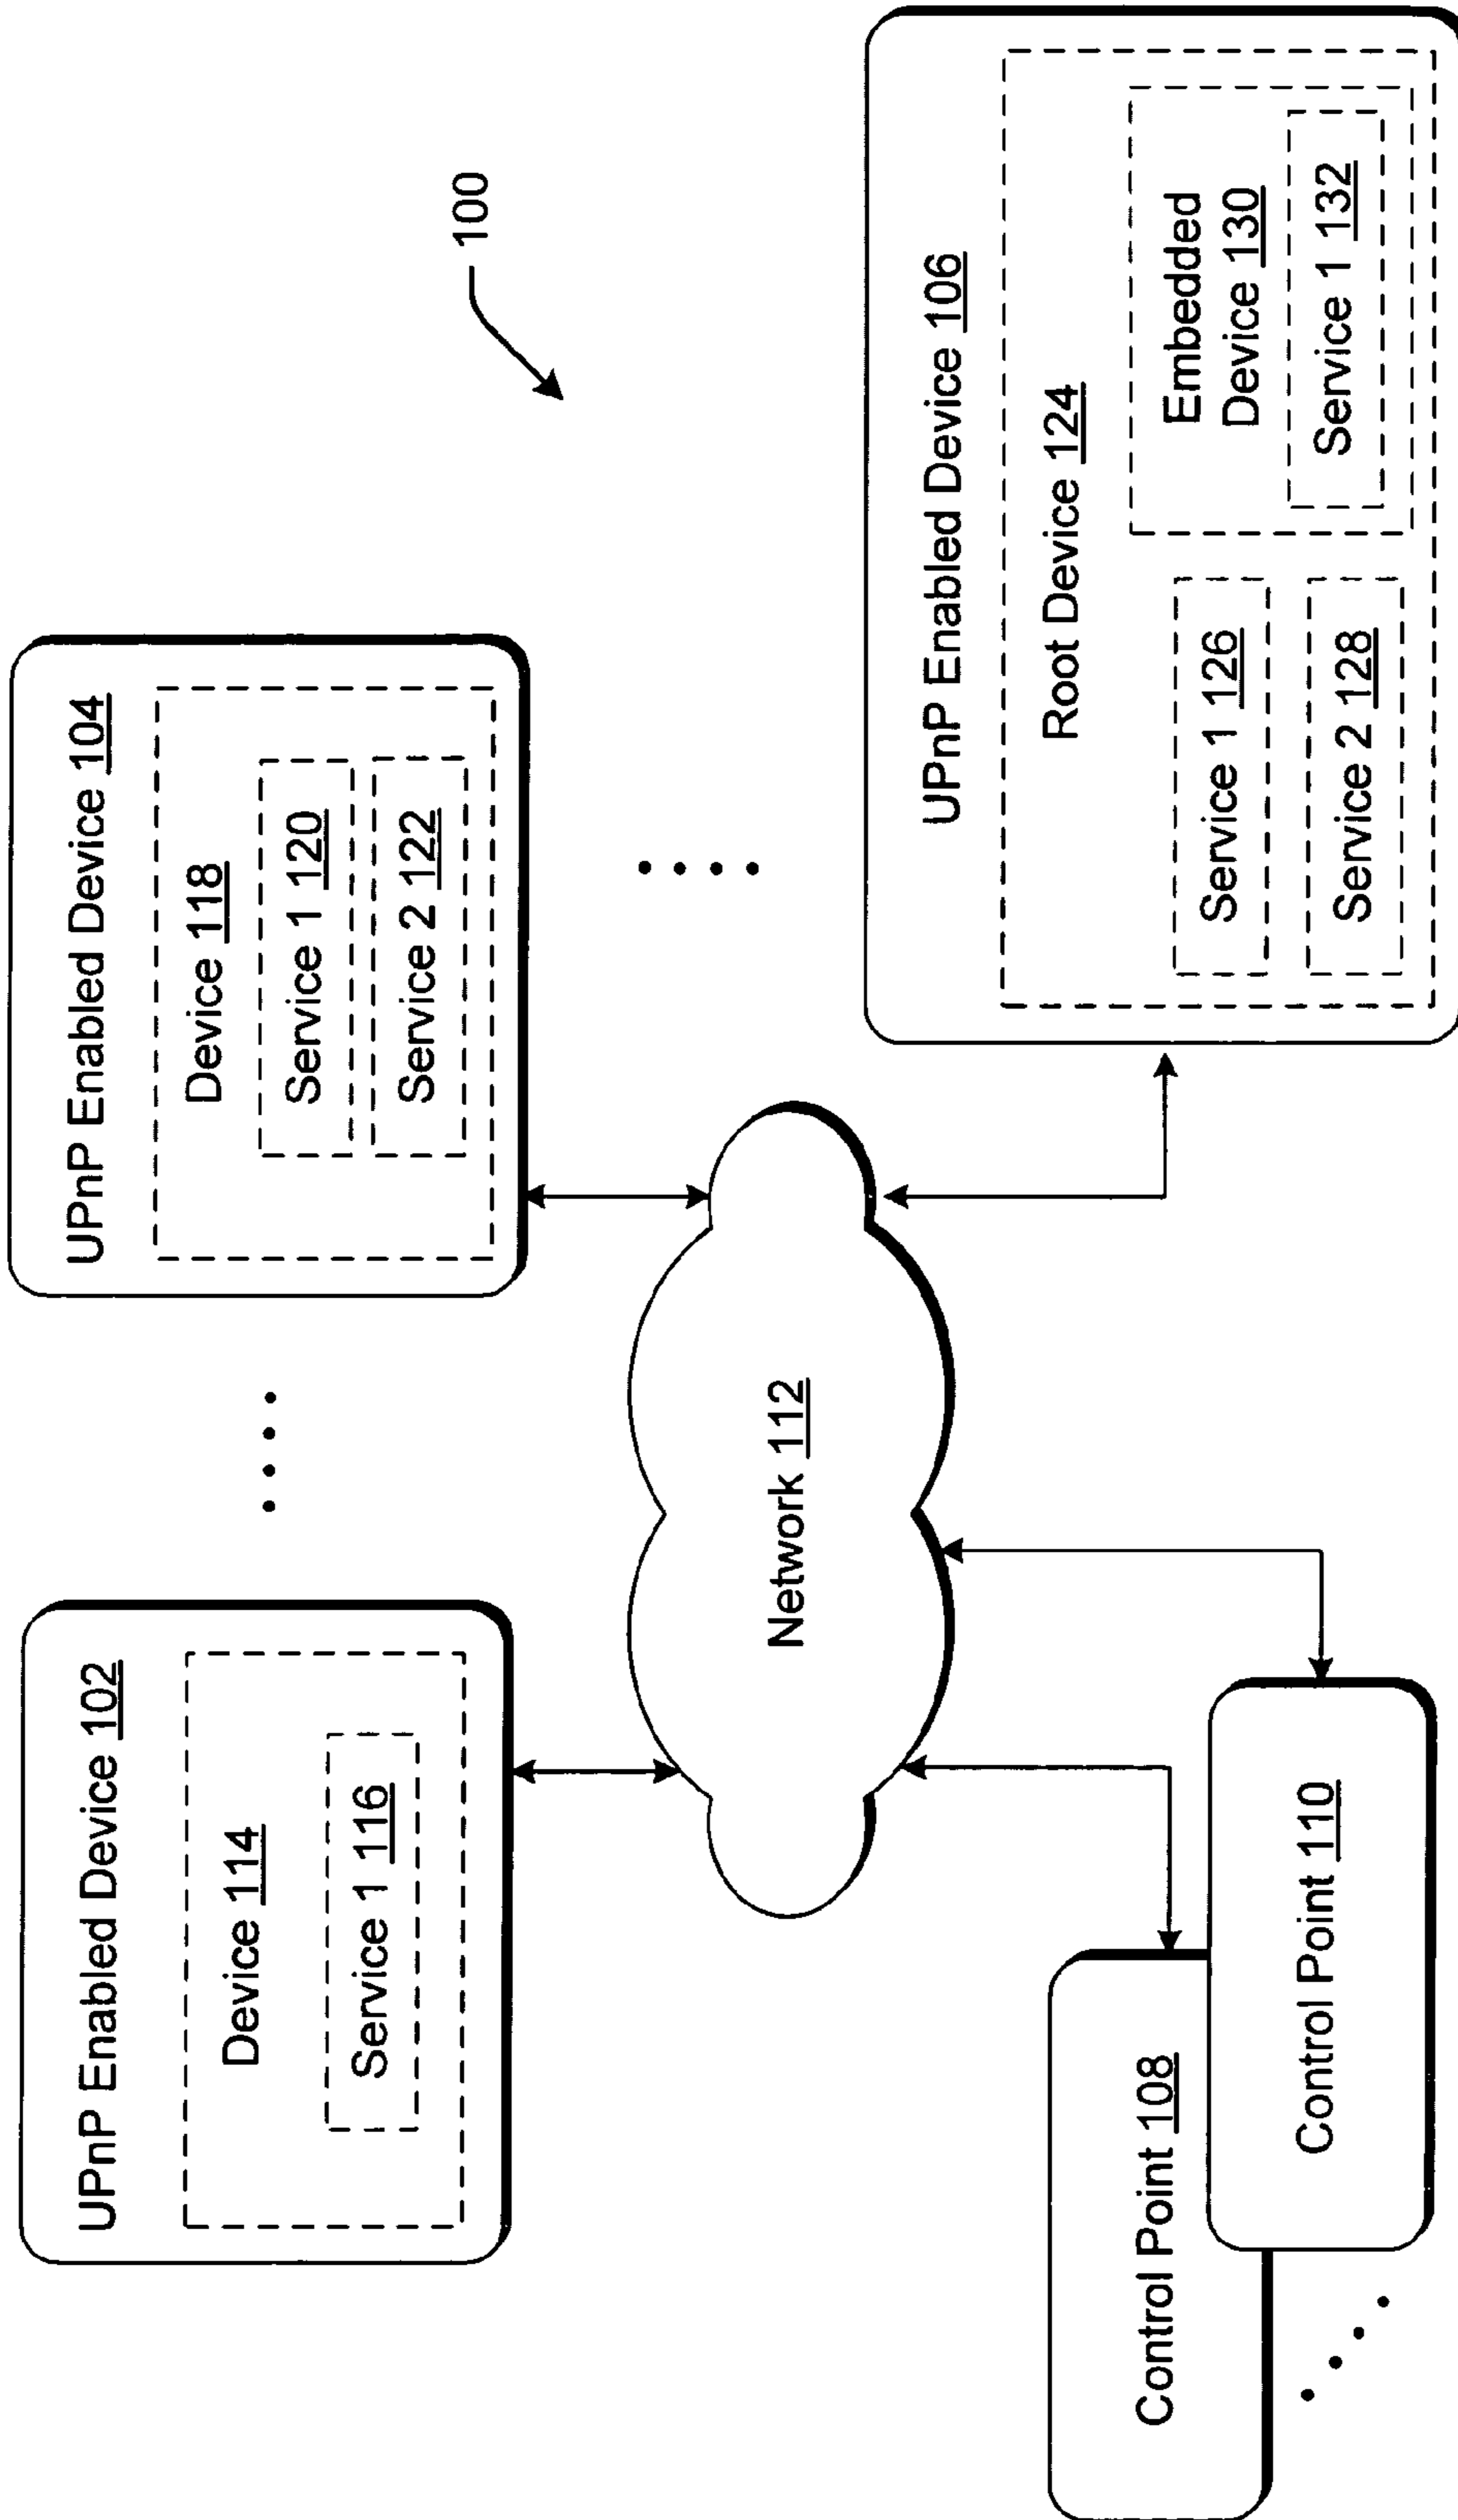 UPnP Enabled Device 102
Device 114
Service 1 116
UPnP Enabled Device 104
Device 118
Service 1 120
Service 2 122
100
Network 112
Control Point 108
Control Point 110
UPnP Enabled Device 106
Root Device 124
Service 1 126
Service 2 128
Embedded
Device 130
Service 1 132